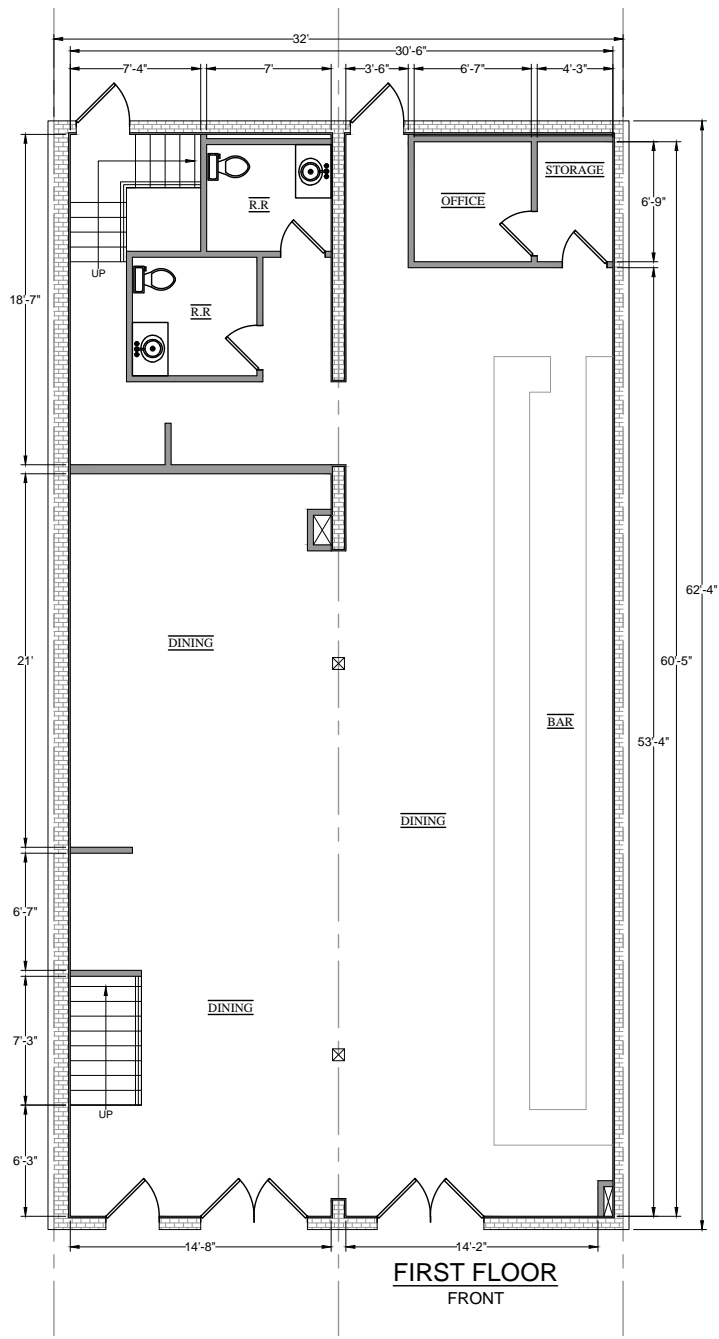 32'
30'-6"
7'-4"
7'
3'-6"
6'-7"
4'-3"
STORAGE
OFFICE
6'-9"
R.R
UP
18'-7"
R.R
62'-4"
DINING
21'
60'-5"
BAR
53'-4"
DINING
6'-7"
DINING
7'-3"
UP
6'-3"
14'-8"
14'-2"
FIRST FLOOR
FRONT